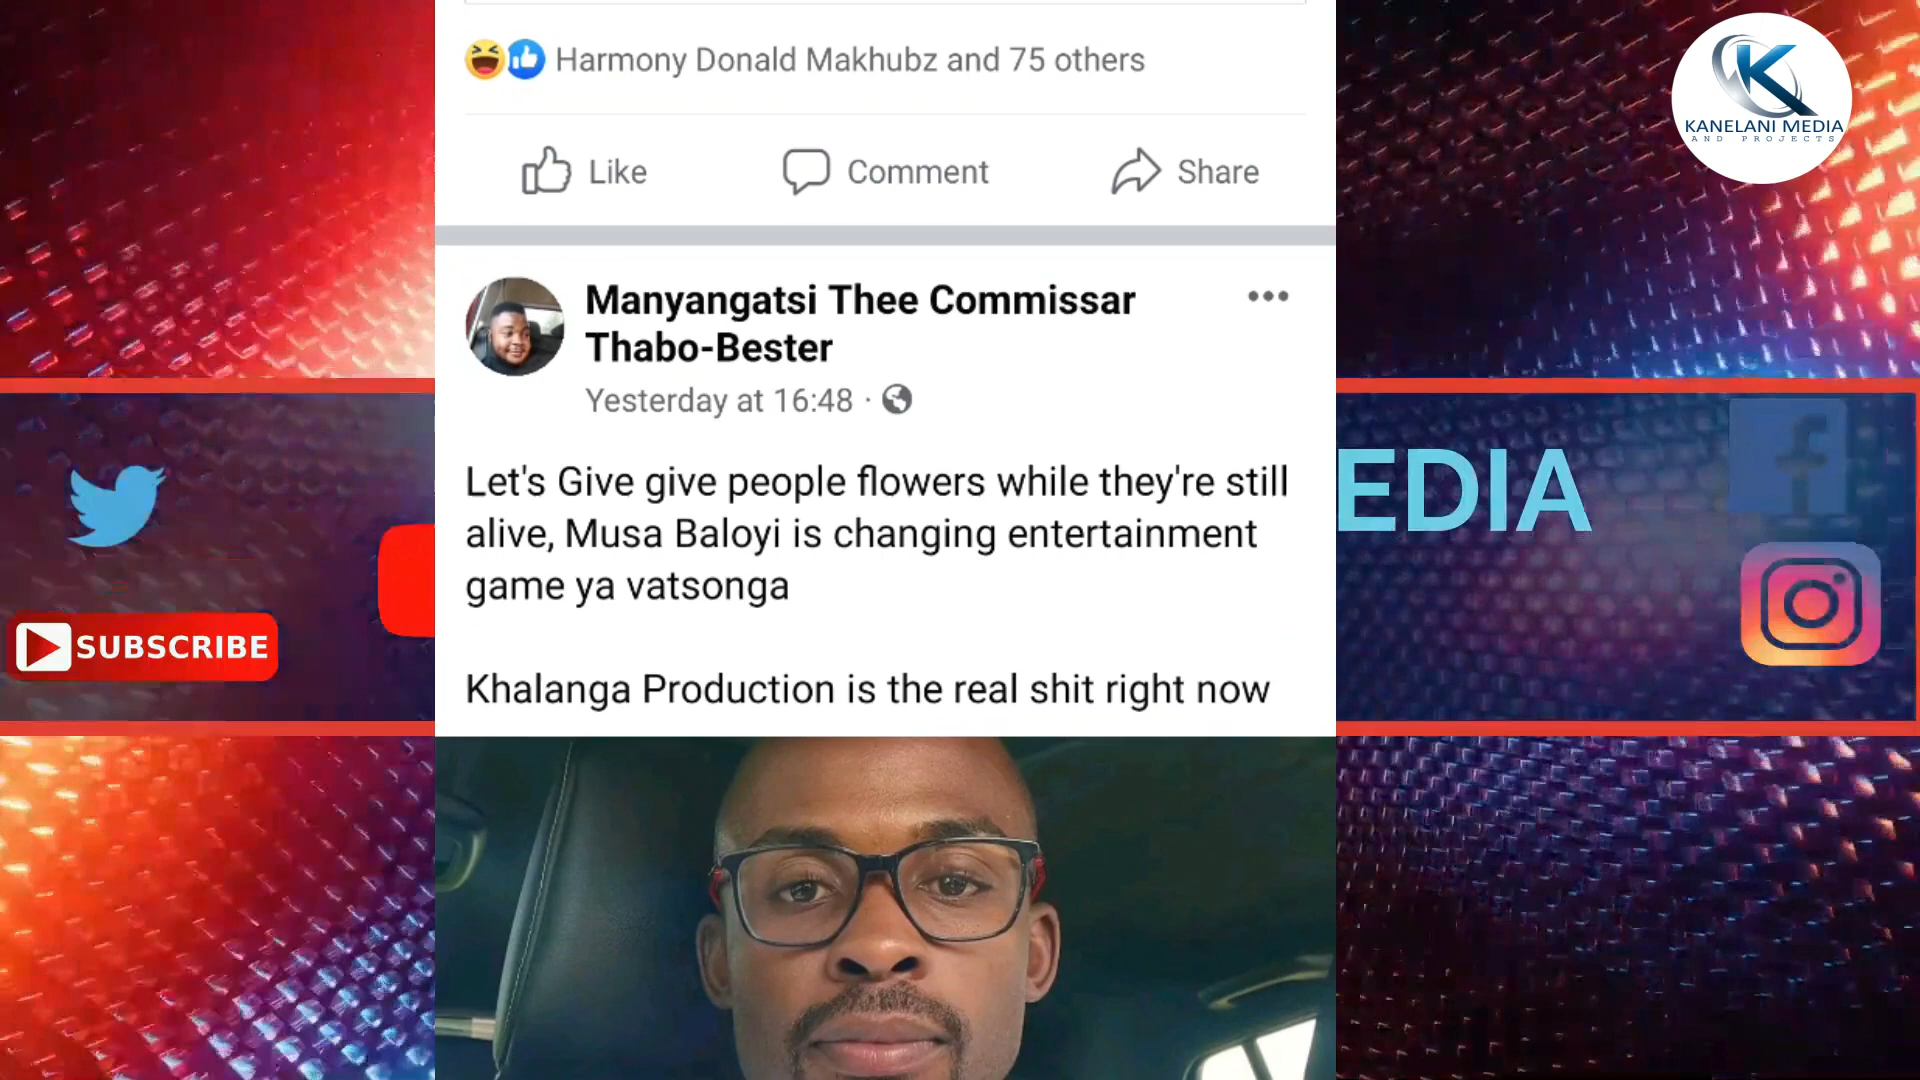 Harmony Donald Makhubz and 75 others
Like
Comment
Share
KANELANI MEDIA
AND PROJECTS
Manyangatsi Thee Commissar
Thabo-Bester
Yesterday at 16:48 ·
Let's Give give people flowers while they're still
alive, Musa Baloyi is changing entertainment
game ya vatsonga
Khalanga Production is the real shit right now
EDIA
SUBSCRIBE